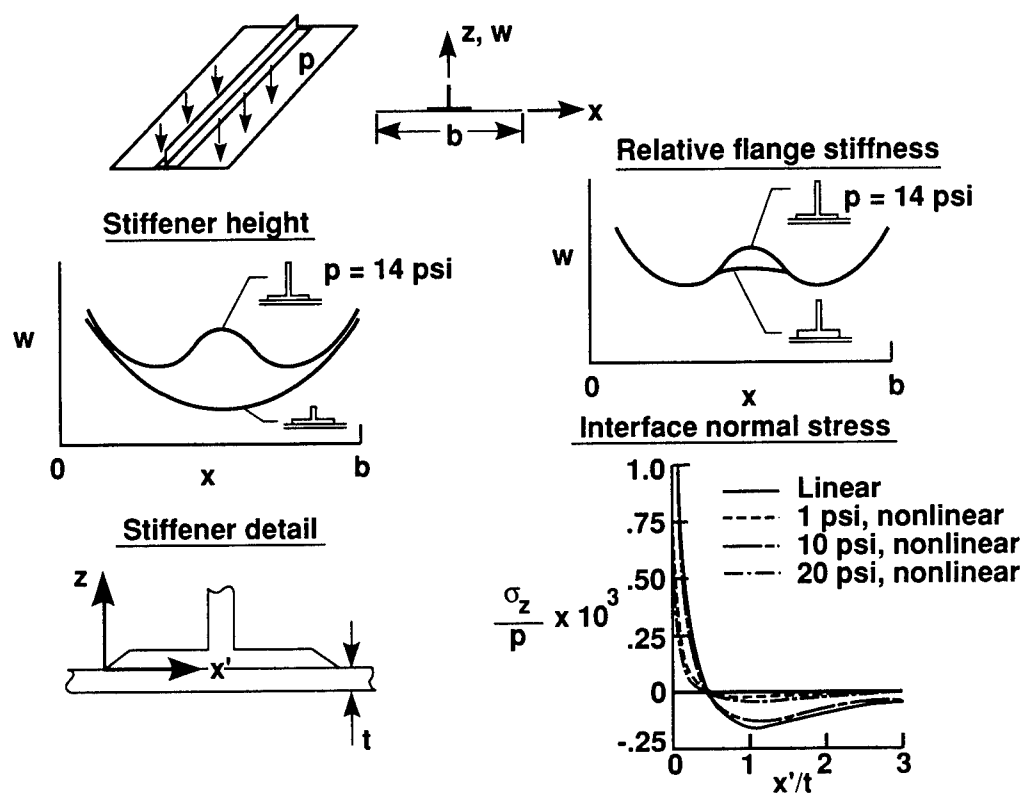 p
z, w
x
b
Relative flange stiffness
p = 14 psi
w
0
x
b
Stiffener height
p = 14 psi
w
0
x
b
Interface normal stress
1.0
.75
.50
.25
0
-.25
σz/p x 10³
Linear
1 psi, nonlinear
10 psi, nonlinear
20 psi, nonlinear
0
1
2
3
x'/t
Stiffener detail
z
x'
t